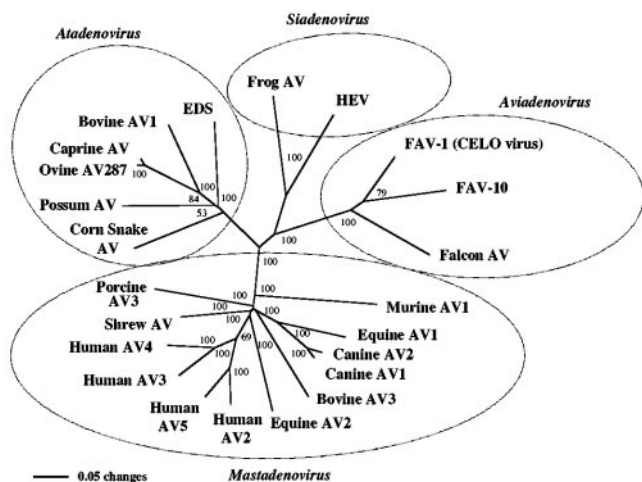 Siadenovirus
Atadenovirus
Frog AV
HEV
Aviadenovirus
EDS
Bovine AV1
Caprine AV
Ovine AV287
100
Possum AV
Corn Snake
AV
100
84
100
53
100
FAV-1 (CELO virus)
79
FAV-10
100
Falcon AV
100
100
Porcine
AV3
100
100
Murine AV1
Shrew AV
100
100
Equine AV1
Human AV4
100
100
69
100
100
Canine AV2
Canine AV1
Human AV3
100
Bovine AV3
Human
AV5
Human
AV2
Equine AV2
0.05 changes
Mastadenovirus